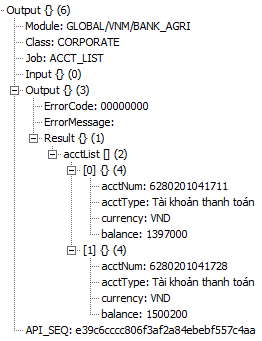 Output {} (6)
Module: GLOBAL/VNM/BANK_AGRI
Class: CORPORATE
Job: ACCT_LIST
Input {} (0)
Output {} (3)
ErrorCode: 00000000
ErrorMessage:
Result {} (1)
acctList [] (2)
[0] {} (4)
acctNum: 6280201041711
acctType: Tài khoản thanh toán
currency: VND
balance: 1397000
[1] {} (4)
acctNum: 6280201041728
acctType: Tài khoản thanh toán
currency: VND
balance: 1500200
API_SEQ: e39c6cccc806f3af2a84ebebf557c4aa